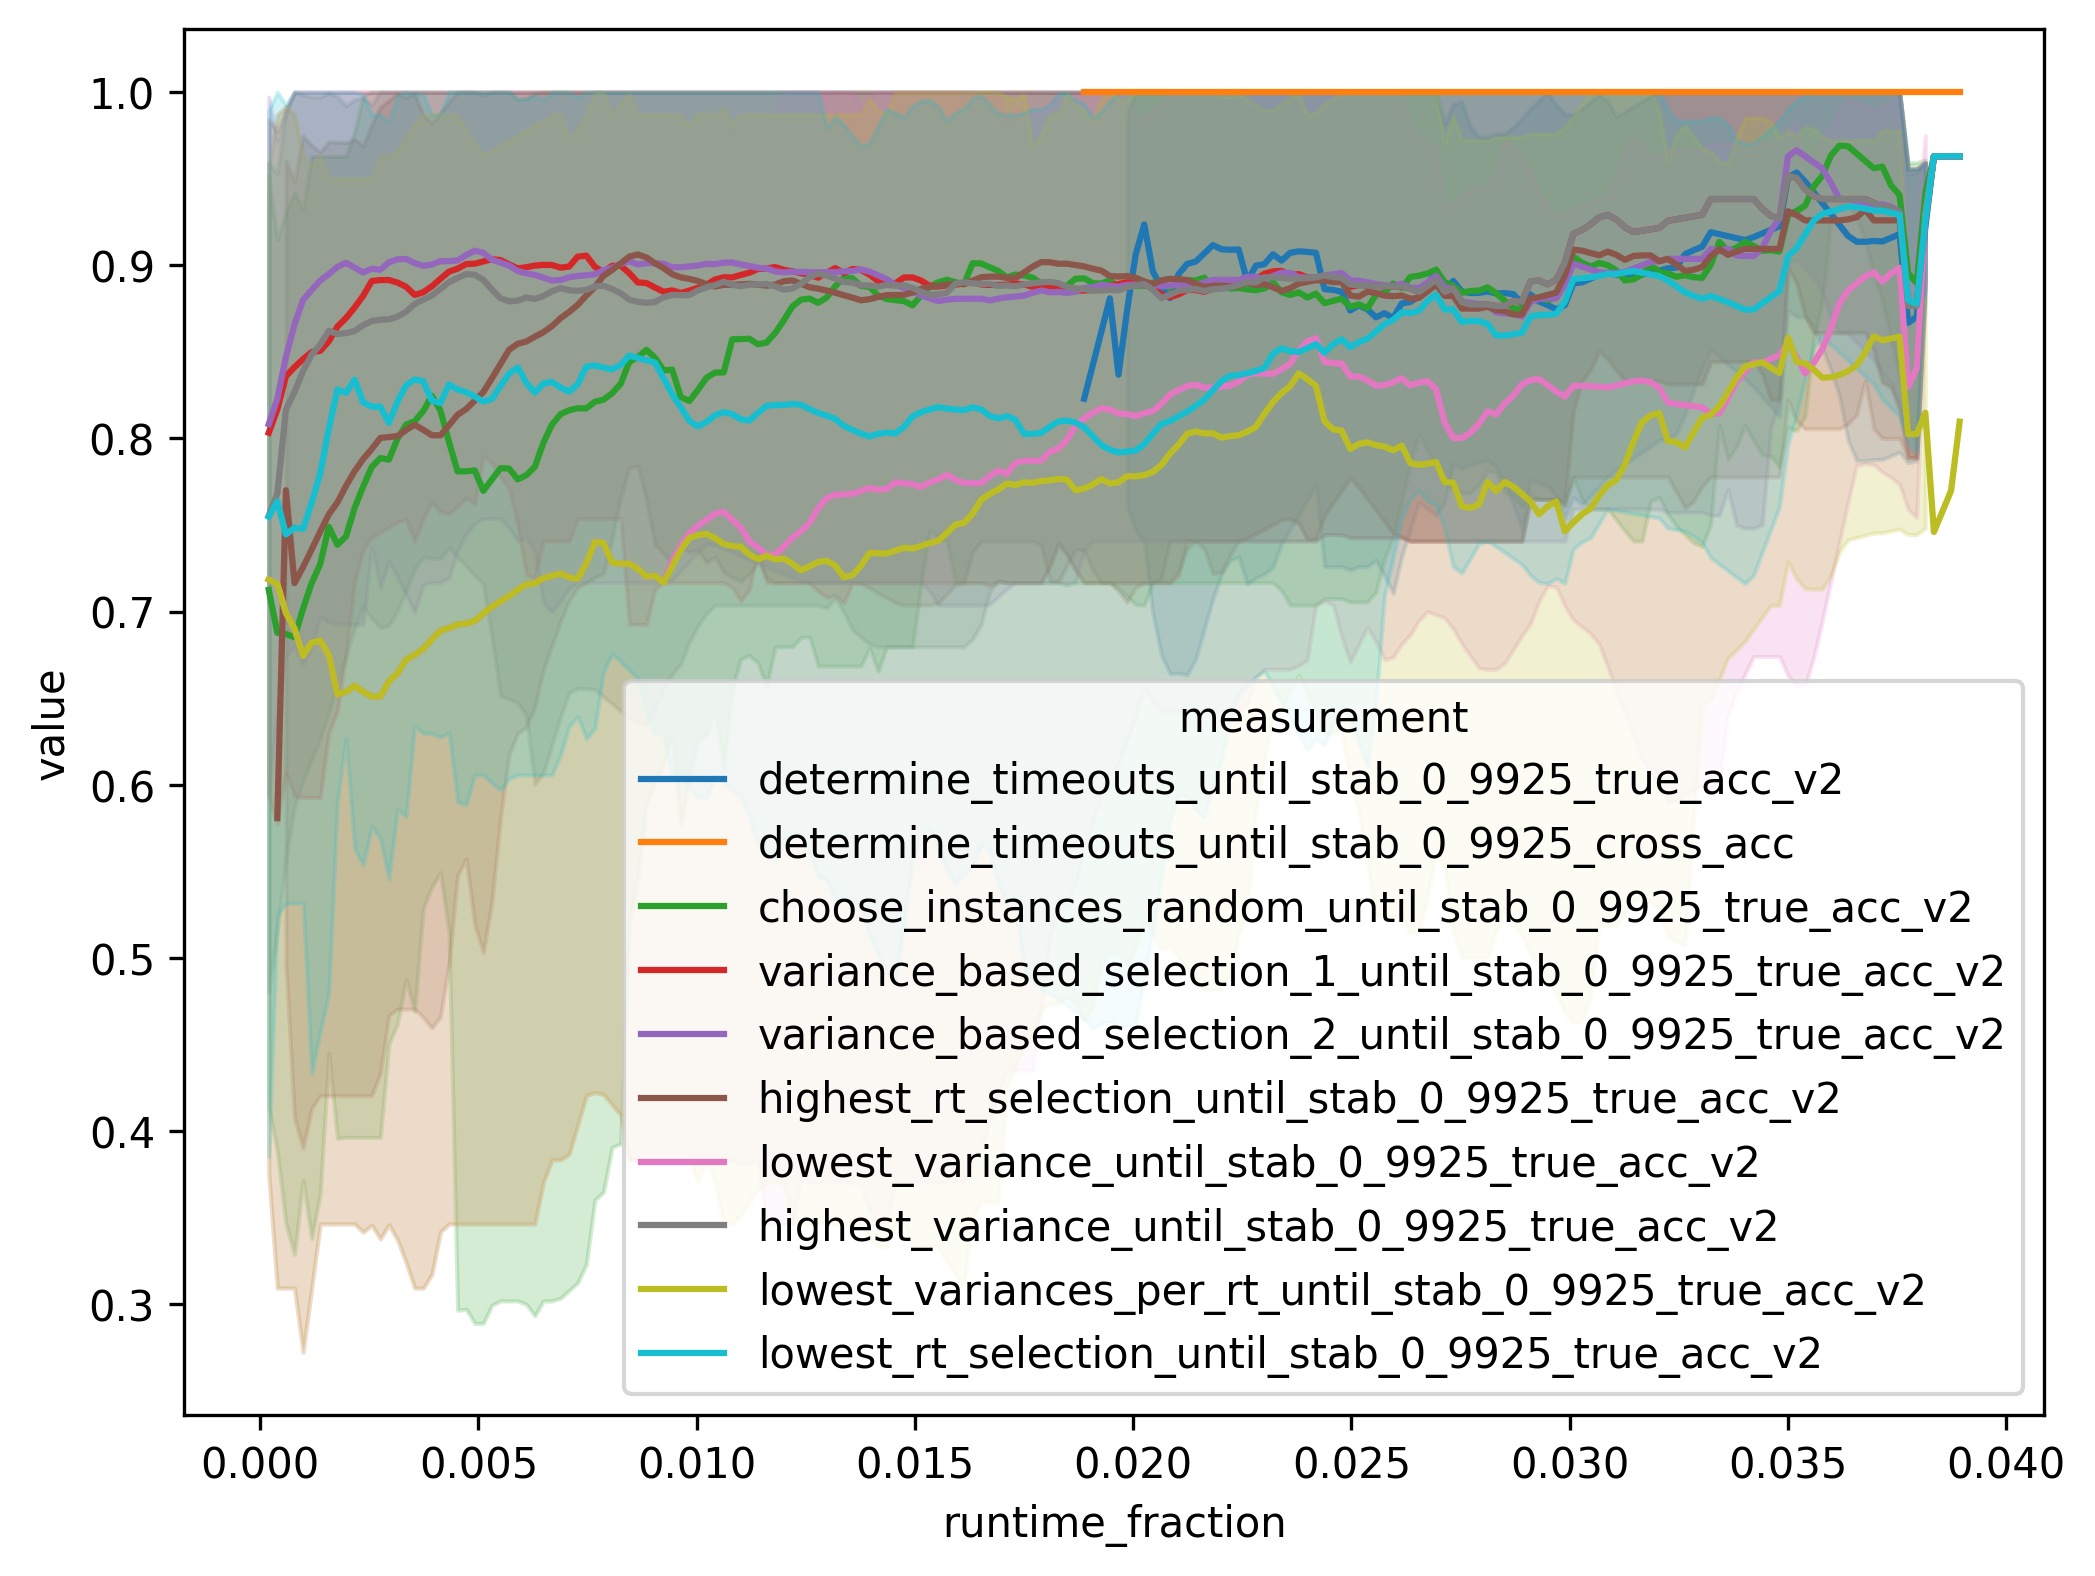 1.0
0.9
0.8
0.7
0.6
0.5
0.4
0.3
value
measurement
determine_timeouts_until_stab_0_9925_true_acc_v2
determine_timeouts_until_stab_0_9925_cross_acc
choose_instances_random_until_stab_0_9925_true_acc_v2
variance_based_selection_1_until_stab_0_9925_true_acc_v2
variance_based_selection_2_until_stab_0_9925_true_acc_v2
highest_rt_selection_until_stab_0_9925_true_acc_v2
lowest_variance_until_stab_0_9925_true_acc_v2
highest_variance_until_stab_0_9925_true_acc_v2
lowest_variances_per_rt_until_stab_0_9925_true_acc_v2
lowest_rt_selection_until_stab_0_9925_true_acc_v2
0.000 0.005 0.010 0.015 0.020 0.025 0.030 0.035 0.040
runtime_fraction